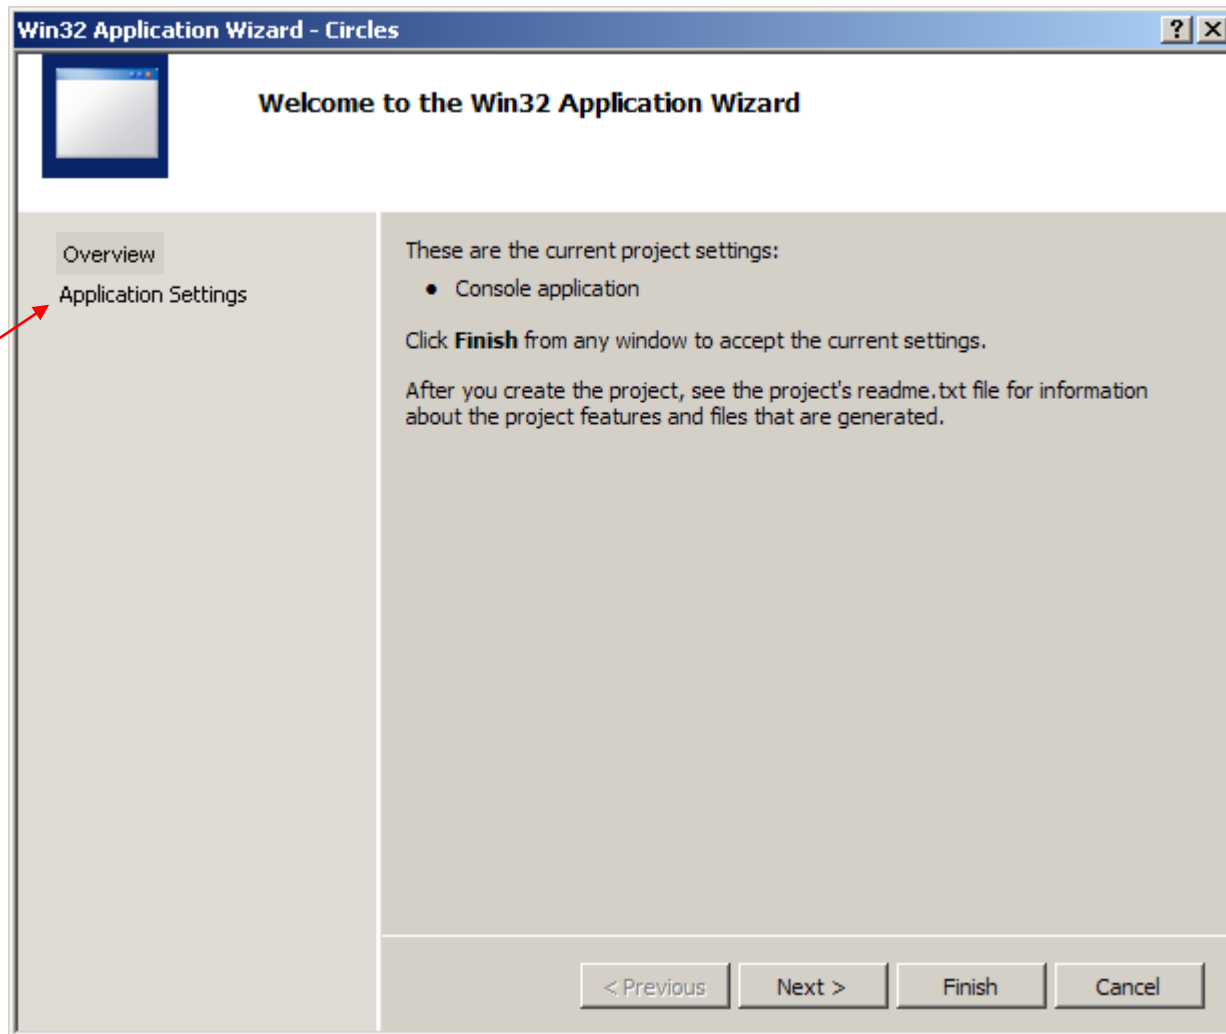 Win32 Application Wizard - Circles
Welcome to the Win32 Application Wizard
Overview
Application Settings
These are the current project settings:
• Console application
Click Finish from any window to accept the current settings.
After you create the project, see the project's readme.txt file for information
about the project features and files that are generated.
< Previous
Next >
Finish
Cancel